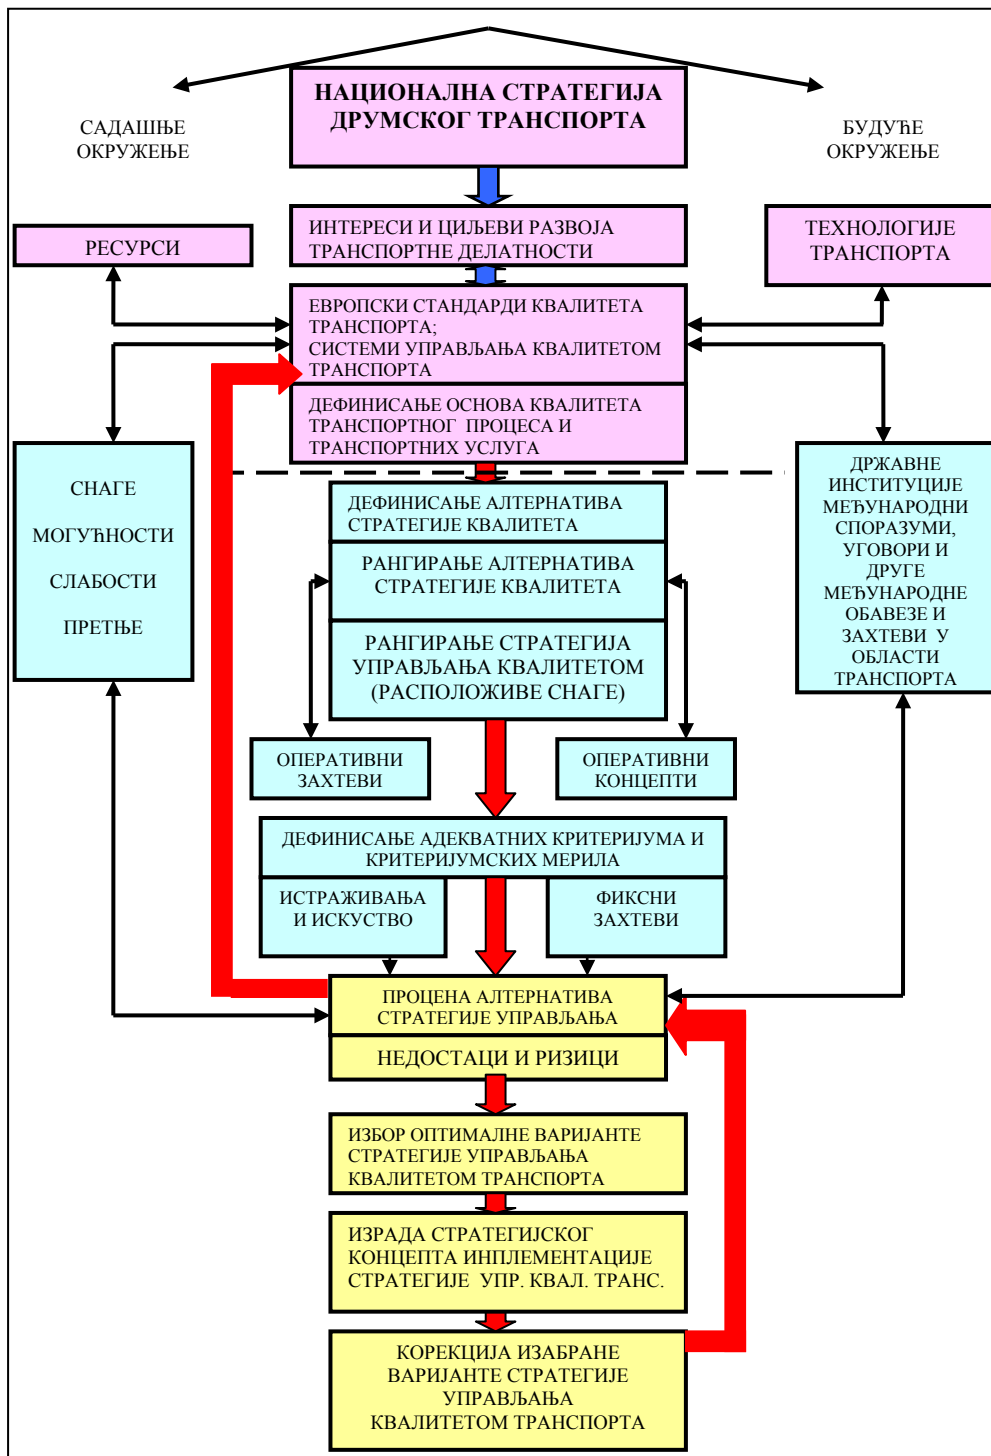 НАЦИОНАЛНА СТРАТЕГИЈА
ДРУМСКОГ ТРАНСПОРТА
САДАШЊЕ
ОКРУЖЕЊЕ
БУДУЋЕ
ОКРУЖЕЊЕ
ИНТЕРЕСИ И ЦИЉЕВИ РАЗВОЈА
ТРАНСПОРТНЕ ДЕЛАТНОСТИ
РЕСУРСИ
ТЕХНОЛОГИЈЕ
ТРАНСПОРТА
ЕВРОПСКИ СТАНДАРДИ КВАЛИТЕТА
ТРАНСПОРТА;
СИСТЕМИ УПРАВЉАЊА КВАЛИТЕТОМ
ТРАНСПОРТА
ДЕФИНИСАЊЕ ОСНОВА КВАЛИТЕТА
ТРАНСПОРТНОГ ПРОЦЕСА И
ТРАНСПОРТНИХ УСЛУГА
СНАГЕ
МОГУЋНОСТИ
СЛАБОСТИ
ПРЕТЊЕ
ДРЖАВНЕ
ИНСТИТУЦИЈЕ
МЕЂУНАРОДНИ
СПОРАЗУМИ,
УГОВОРИ И
ДРУГЕ
МЕЂУНАРОДНЕ
ОБАВЕЗЕ И
ЗАХТЕВИ У
ОБЛАСТИ
ТРАНСПОРТА
ДЕФИНИСАЊЕ АЛТЕРНАТИВА
СТРАТЕГИЈЕ КВАЛИТЕТА
РАНГИРАЊЕ АЛТЕРНАТИВА
СТРАТЕГИЈЕ КВАЛИТЕТА
РАНГИРАЊЕ СТРАТЕГИЈА
УПРАВЉАЊА КВАЛИТЕТОМ
(РАСПОЛОЖИВЕ СНАГЕ)
ОПЕРАТИВНИ
ЗАХТЕВИ
ОПЕРАТИВНИ
КОНЦЕПТИ
ДЕФИНИСАЊЕ АДЕКВАТНИХ КРИТЕРИЈУМА И
КРИТЕРИЈУМСКИХ МЕРИЛА
ИСТРАЖИВАЊА
И ИСКУСТВО
ФИКСНИ
ЗАХТЕВИ
ПРОЦЕНА АЛТЕРНАТИВА
СТРАТЕГИЈЕ УПРАВЉАЊА
НЕДОСТАЦИ И РИЗИЦИ
ИЗБОР ОПТИМАЛНЕ ВАРИЈАНТЕ
СТРАТЕГИЈЕ УПРАВЉАЊА
КВАЛИТЕТОМ ТРАНСПОРТА
ИЗРАДА СТРАТЕГИЈСКОГ
КОНЦЕПТА ИНПЛЕМЕНТАЦИЈЕ
СТРАТЕГИЈЕ УПР. КВАЛ. ТРАНС.
КОРЕКЦИЈА ИЗАБРАНЕ
ВАРИЈАНТЕ СТРАТЕГИЈЕ
УПРАВЉАЊА
КВАЛИТЕТОМ ТРАНСПОРТА